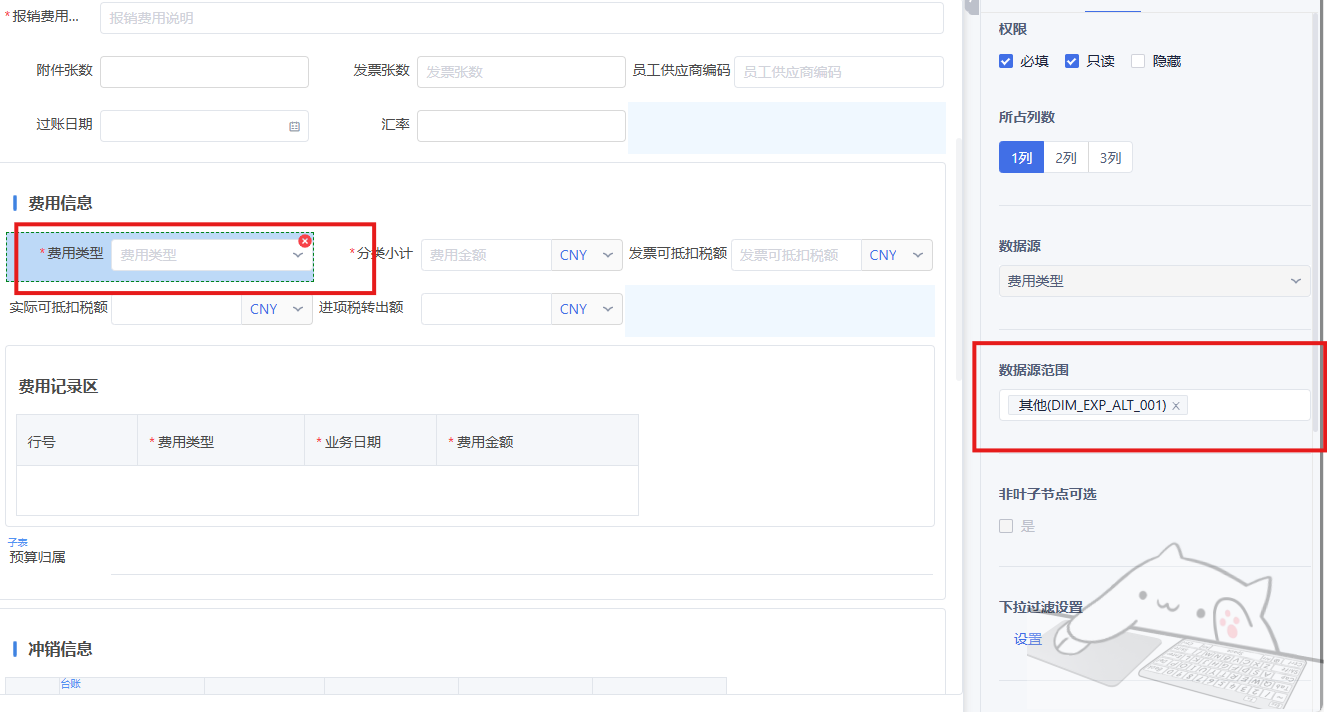 *报销费用... 报销费用说明
附件张数 发票张数 发票张数 员工供应商编码 员工供应商编码
过账日期 汇率
费用信息
*费用类型 费用类型 *分类小计 费用金额 CNY 发票可抵扣税额 发票可抵扣税额 CNY
实际可抵扣税额 CNY 进项税转出额 CNY
费用记录区
行号 *费用类型 *业务日期 *费用金额
子表
预算归属
冲销信息
台账
权限
必填 只读 隐藏
所占列数
1列 2列 3列
数据源
费用类型
数据源范围
其他(DIM_EXP_ALT_001) ×
非叶子节点可选
是
下拉过滤设置
设置